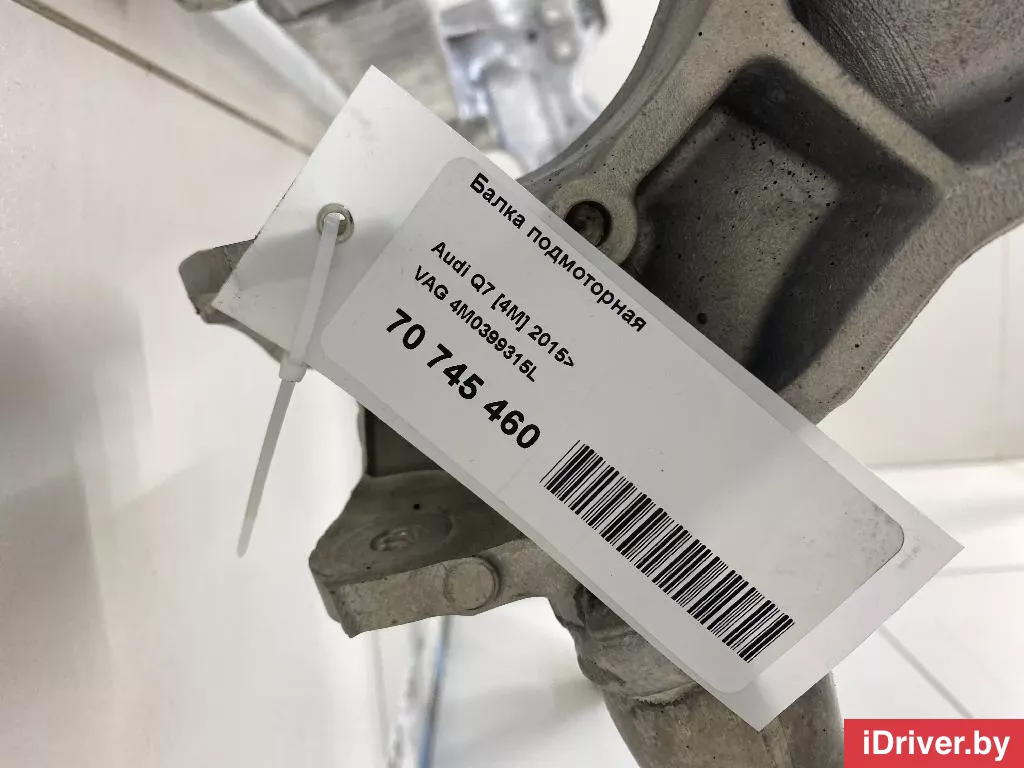 Балка подмоторная
Audi Q7 [4M] 2015>
VAG 4M0399315L
70 745 460
iDriver.by